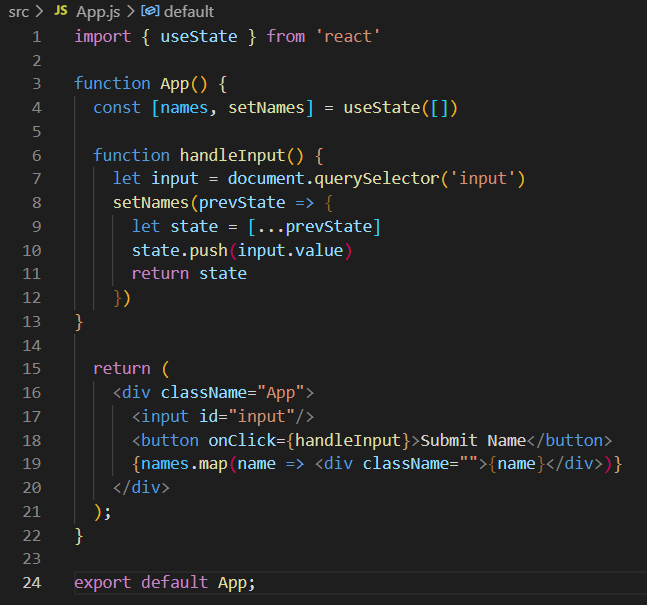 src > JS App.js > default
1 import { useState } from 'react'
2
3 function App() {
4   const [names, setNames] = useState([])
5
6   function handleInput() {
7     let input = document.querySelector('input')
8     setNames(prevState => {
9       let state = [...prevState]
10       state.push(input.value)
11       return state
12     })
13 }
14
15   return (
16     <div className="App">
17       <input id="input"/>
18       <button onClick={handleInput}>Submit Name</button>
19       {names.map(name => <div className="">{name}</div>)}
20     </div>
21   );
22 }
23
24 export default App;